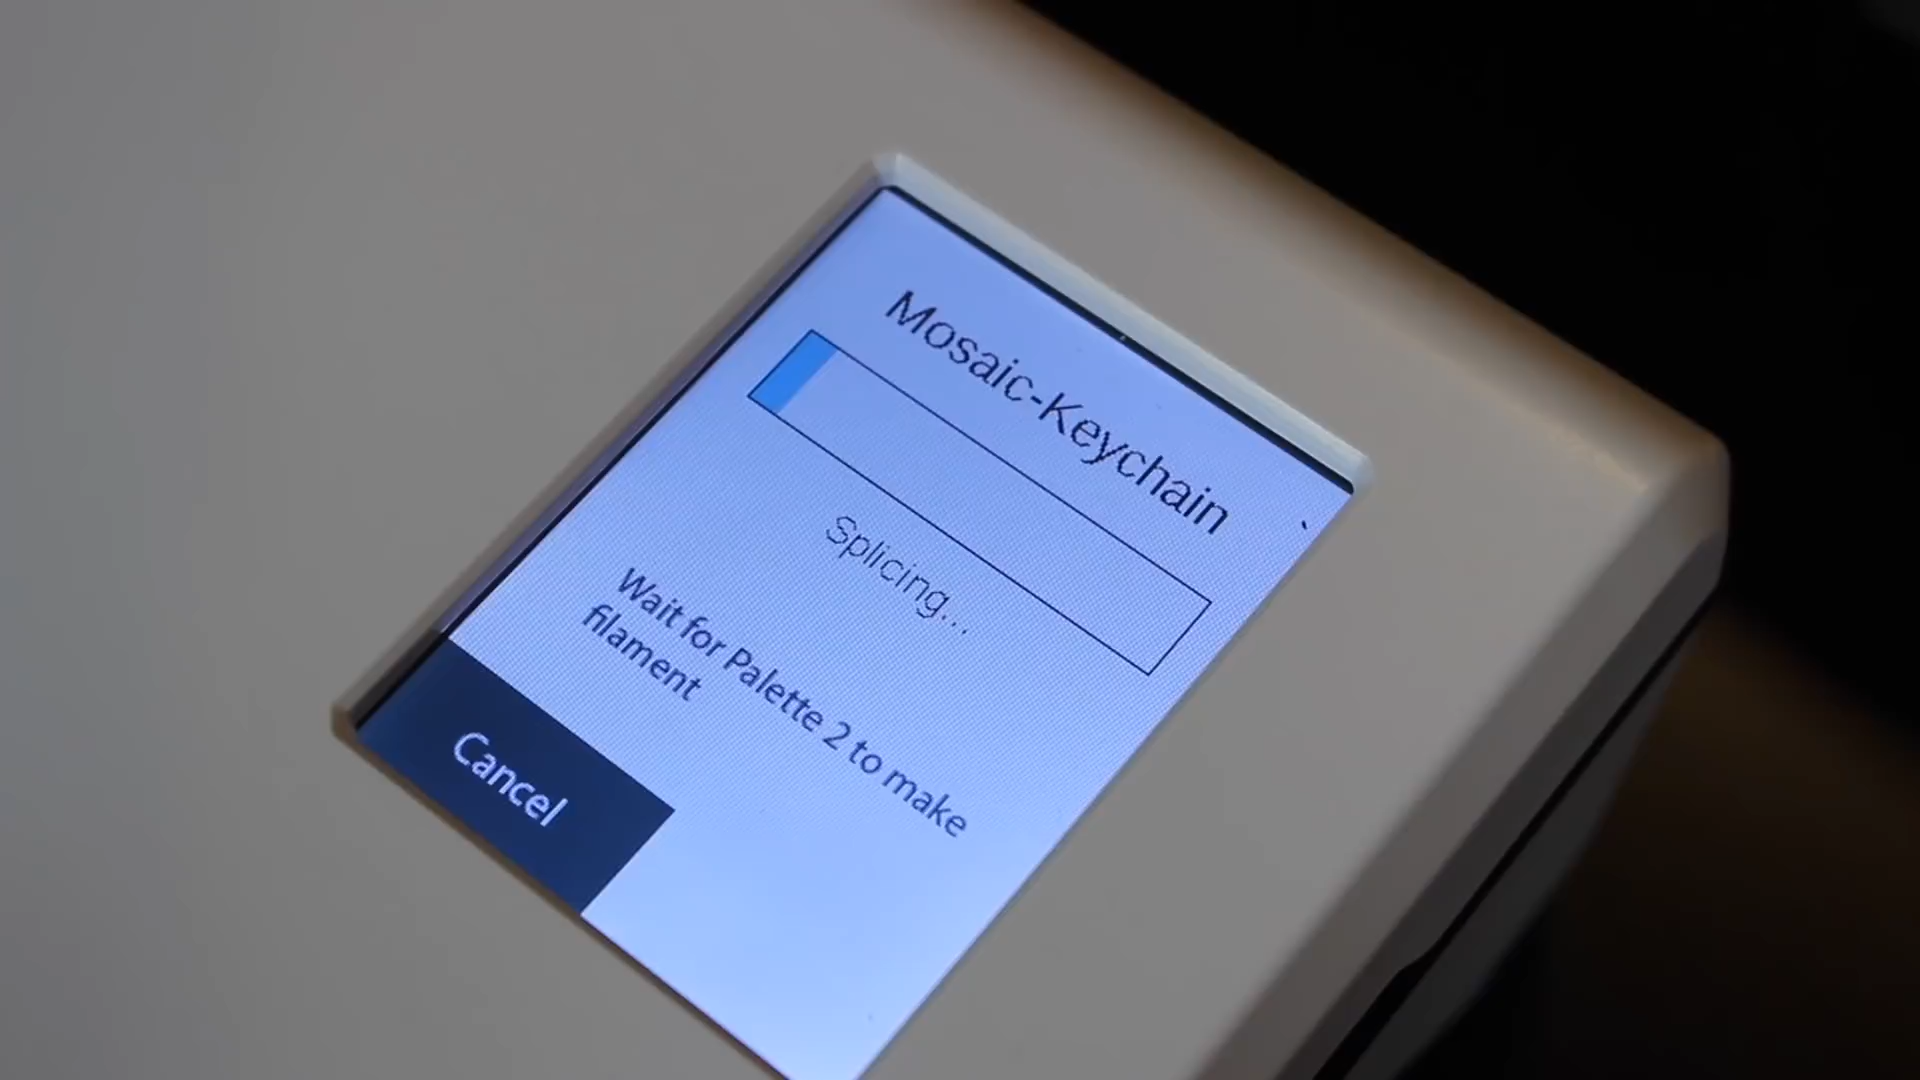 Mosaic-Keychain
Splicing...
Wait for Palette 2 to make
filament
Cancel